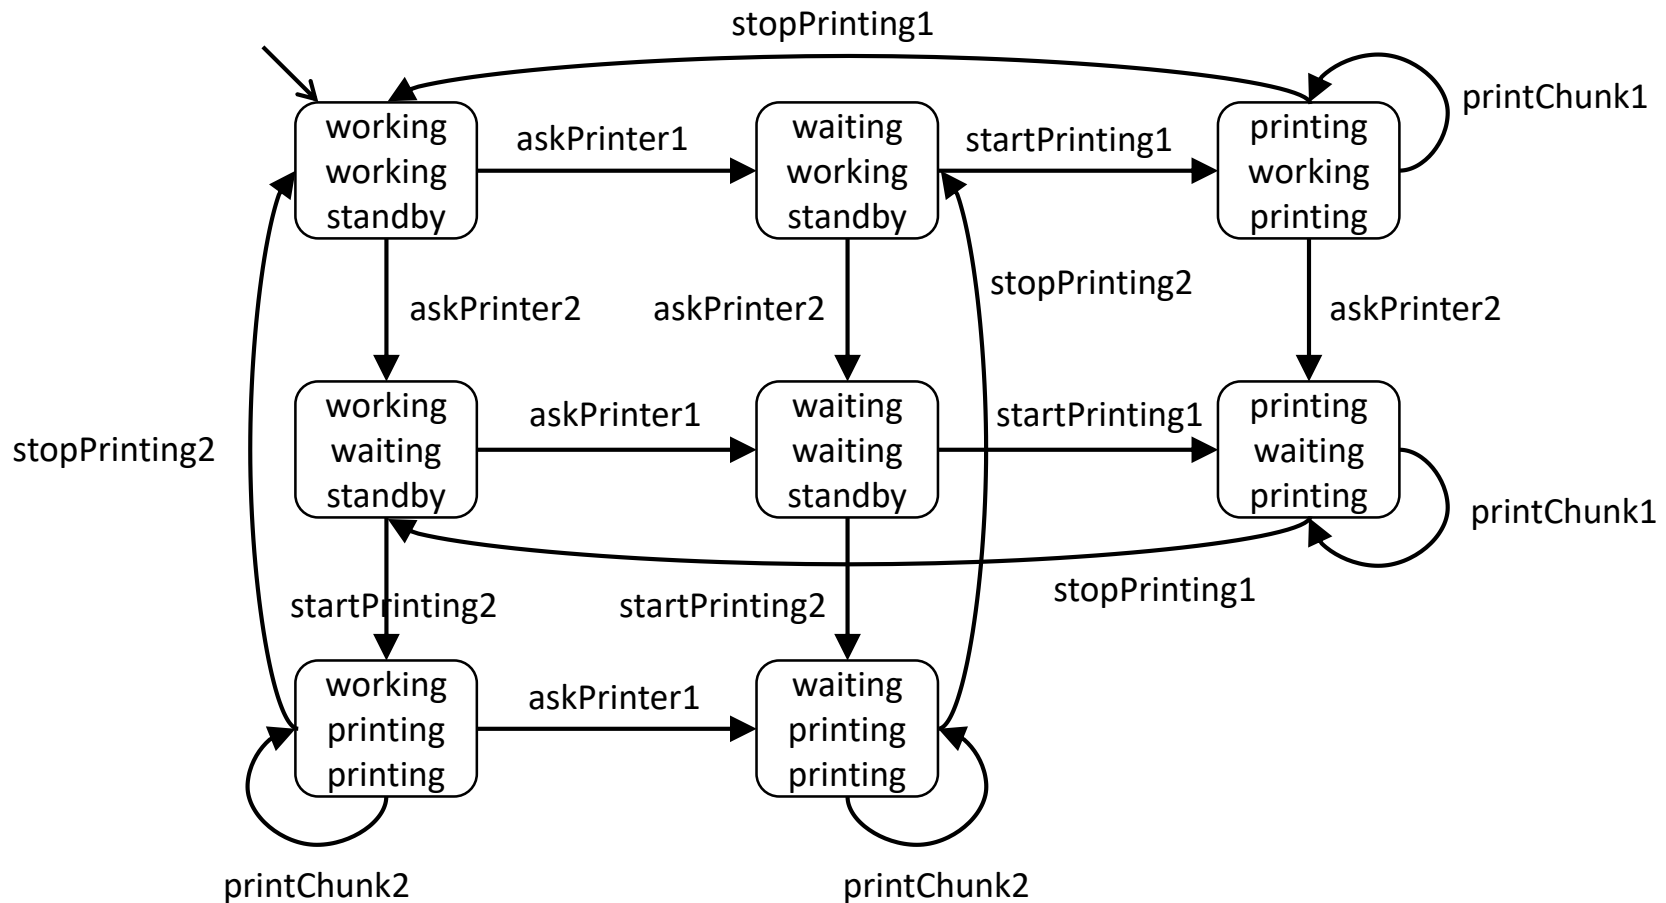 stopPrinting1
printChunk1
working
working
standby
askPrinter1
waiting
working
standby
startPrinting1
printing
working
printing
stopPrinting2
askPrinter2
askPrinter2
askPrinter2
stopPrinting2
working
waiting
standby
askPrinter1
waiting
waiting
standby
startPrinting1
printing
waiting
printing
printChunk1
stopPrinting1
startPrinting2
startPrinting2
working
printing
printing
askPrinter1
waiting
printing
printing
printChunk2
printChunk2